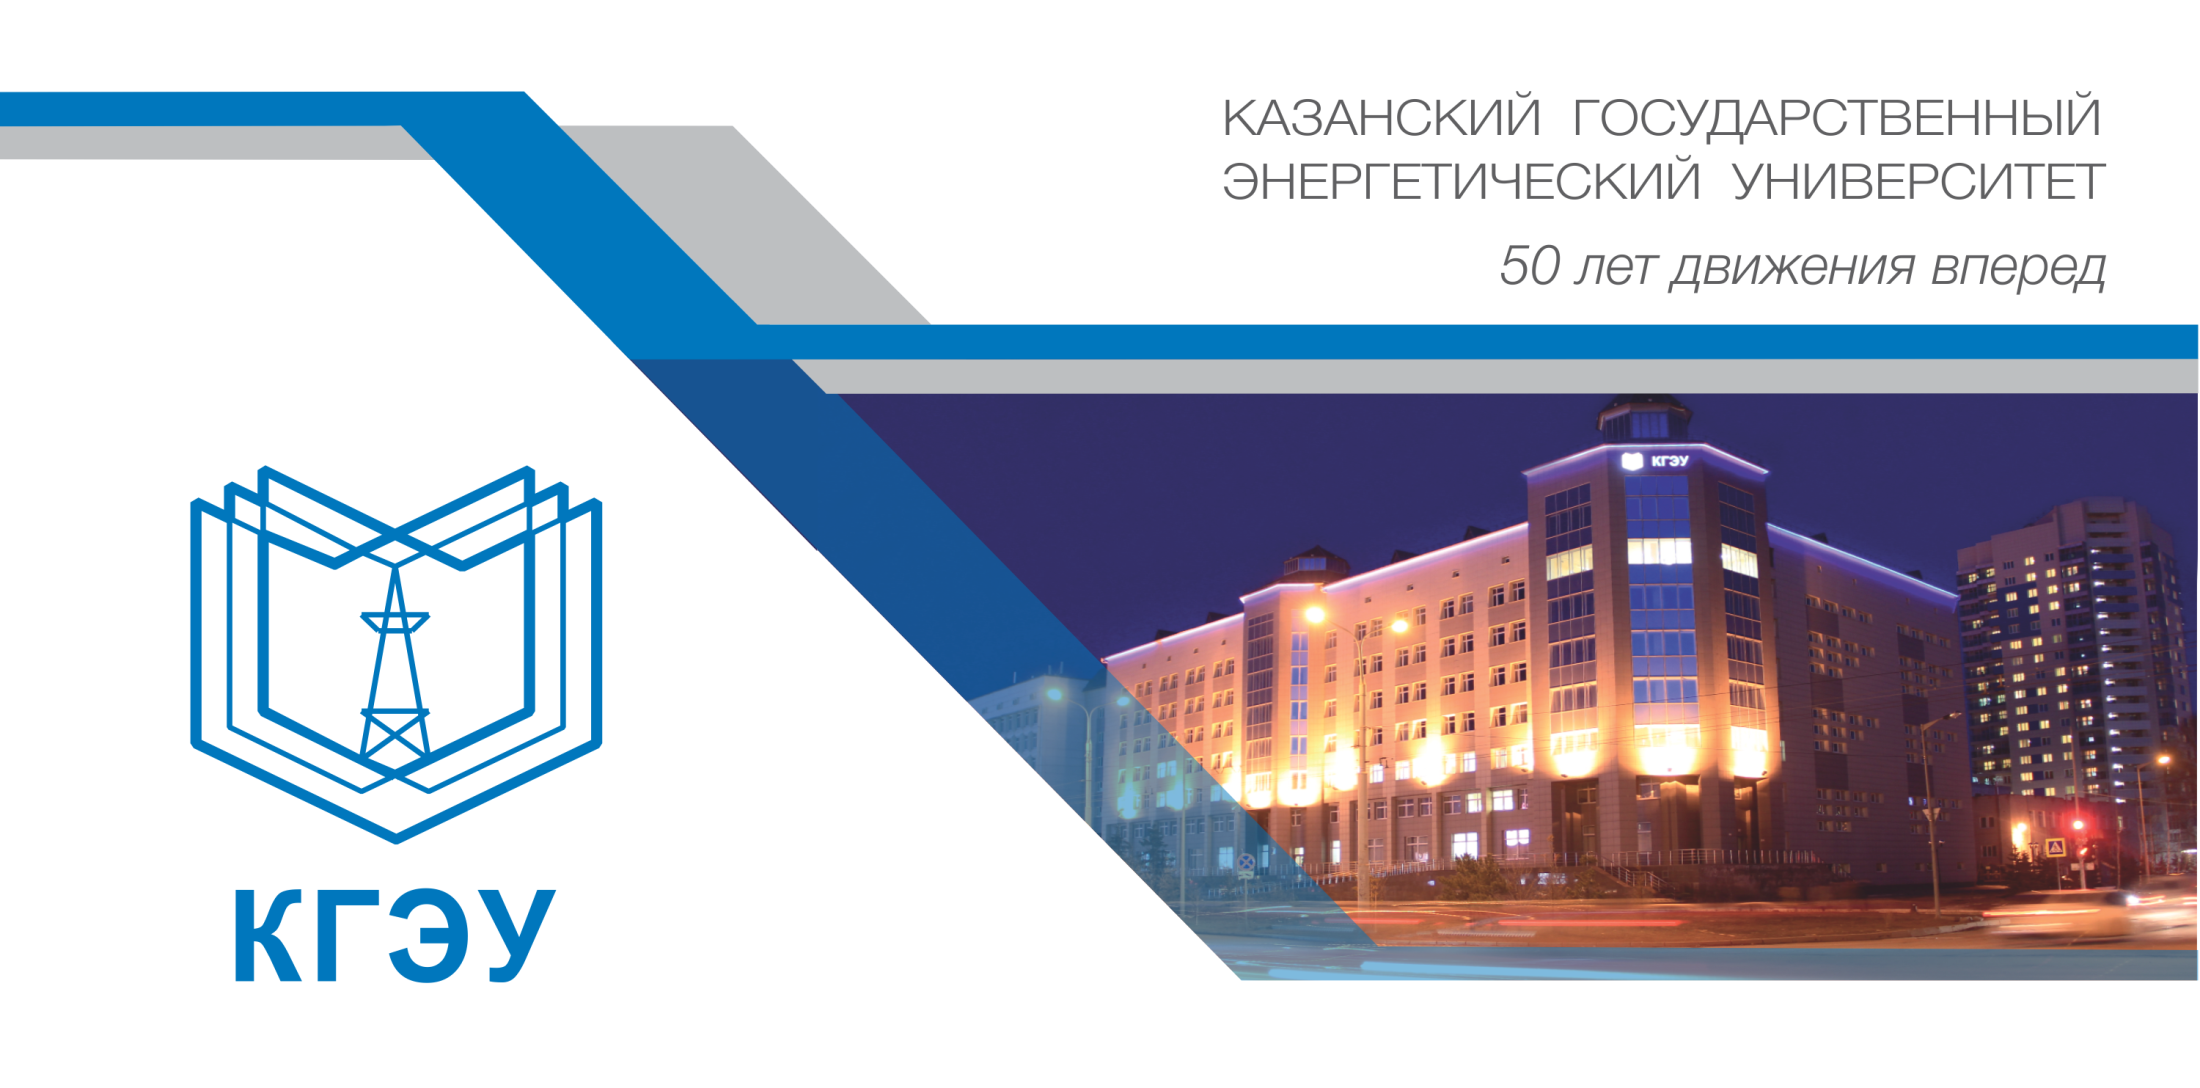 КАЗАНСКИЙ ГОСУДАРСТВЕННЫЙ
ЭНЕРГЕТИЧЕСКИЙ УНИВЕРСИТЕТ
50 лет движения вперед
КГЭУ
КГЭУ